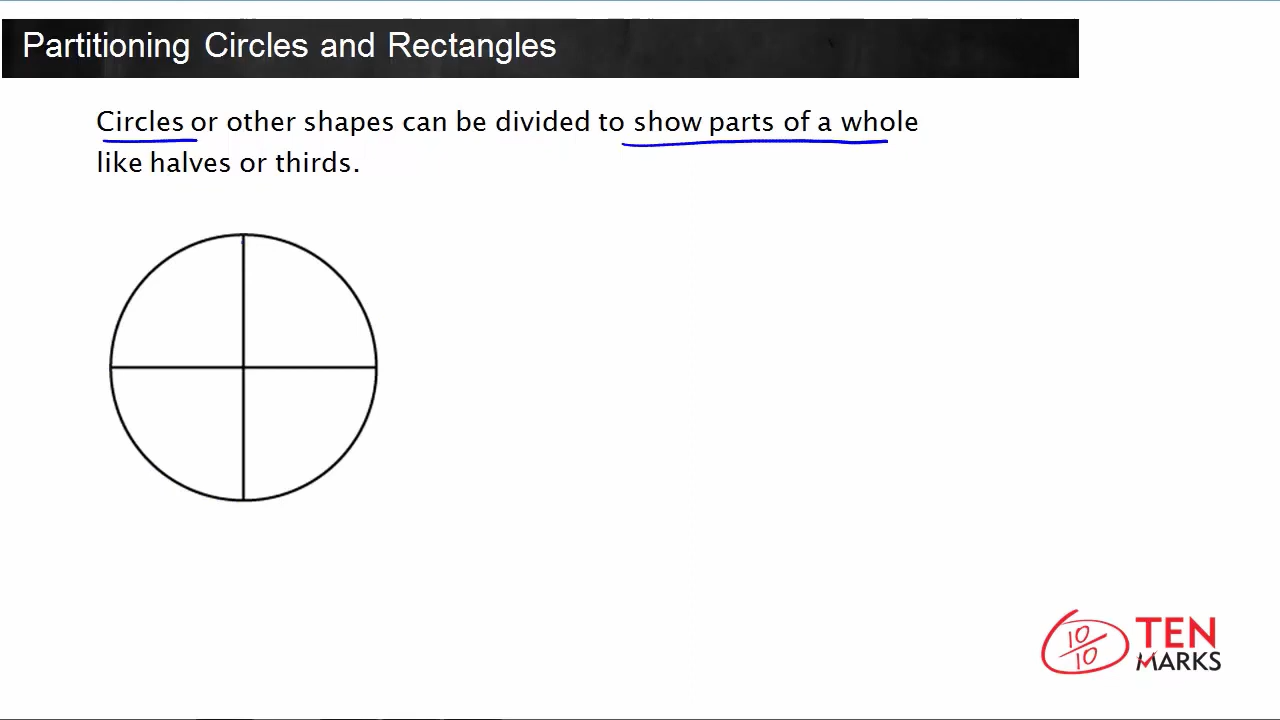 Partitioning Circles and Rectangles
Circles or other shapes can be divided to show parts of a whole
like halves or thirds.
10
10
TEN
MARKS